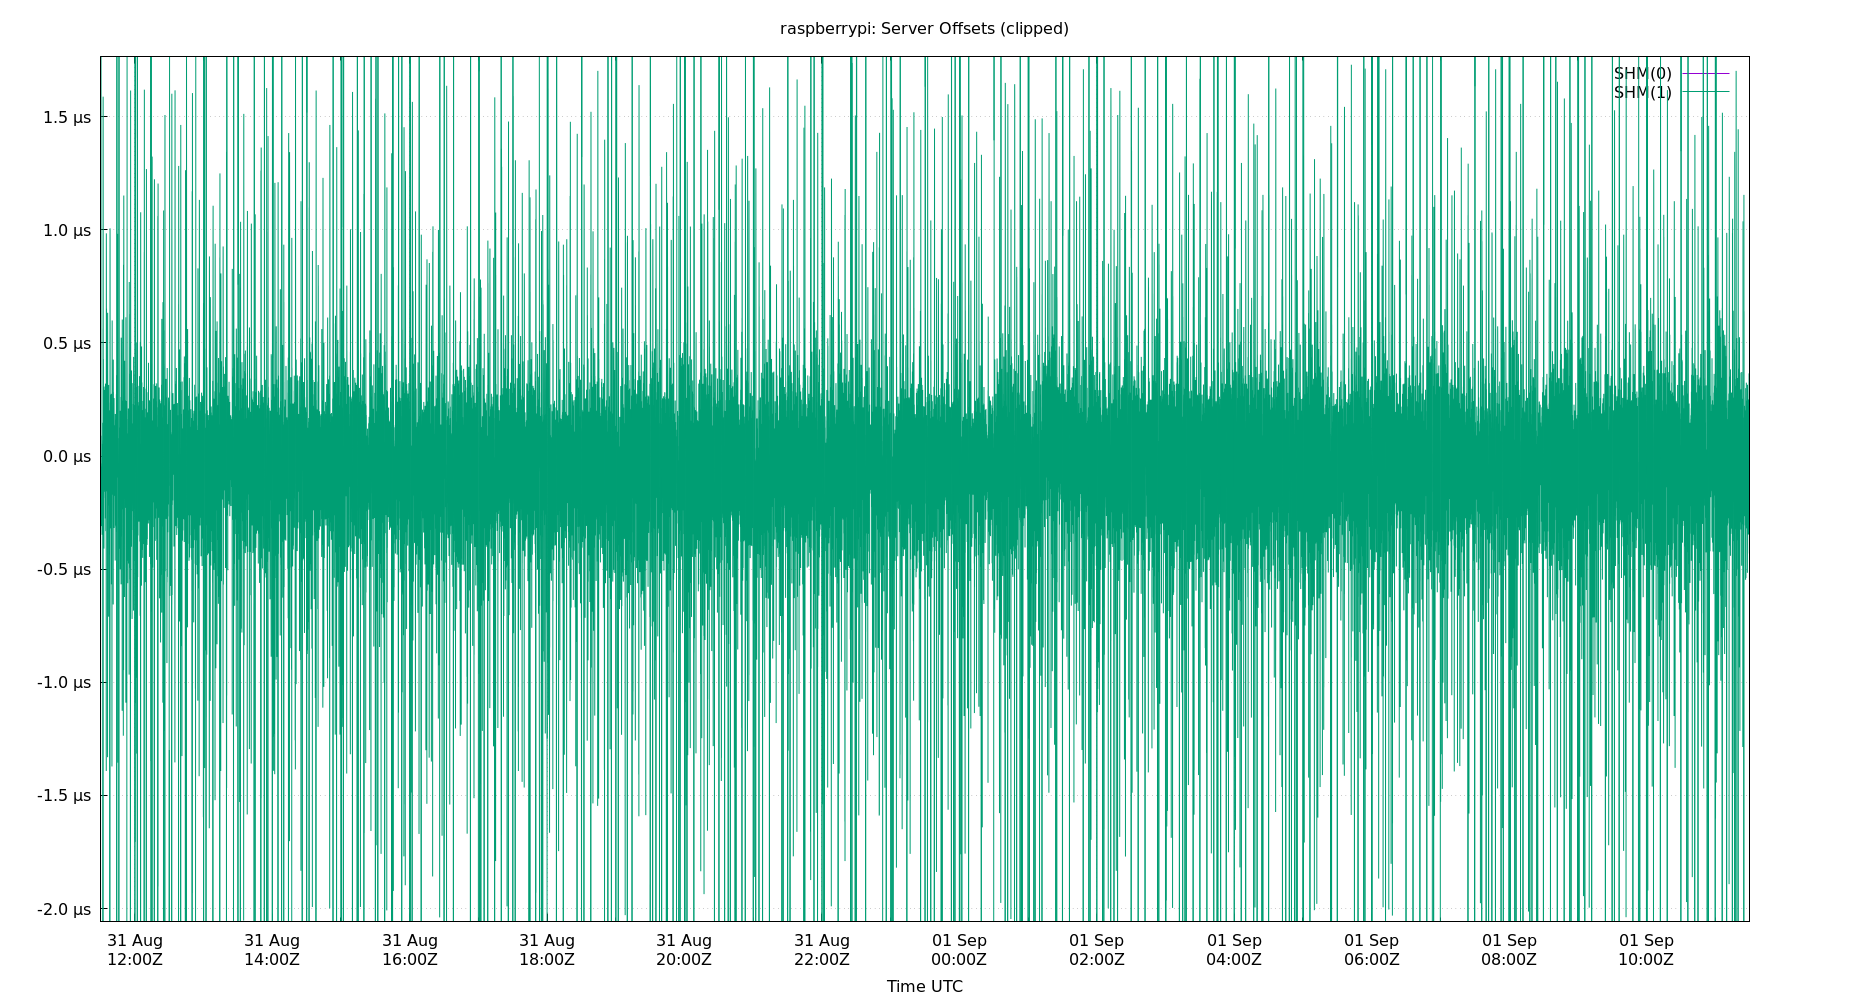 raspberrypi: Server Offsets (clipped)
SHM(0)
SHM(1)
1.5 µs
1.0 µs
0.5 µs
0.0 µs
-0.5 µs
-1.0 µs
-1.5 µs
-2.0 µs
31 Aug 31 Aug 31 Aug 31 Aug 31 Aug 31 Aug 01 Sep 01 Sep 01 Sep 01 Sep 01 Sep 01 Sep
12:00Z 14:00Z 16:00Z 18:00Z 20:00Z 22:00Z 00:00Z 02:00Z 04:00Z 06:00Z 08:00Z 10:00Z
Time UTC